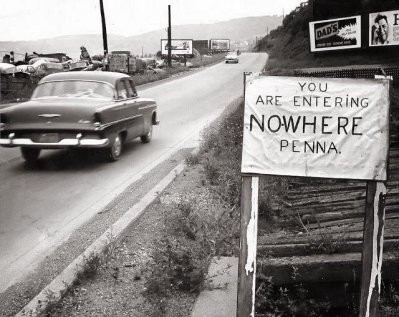 DAD'S
YOU
ARE ENTERING
NOWHERE
PENNA.